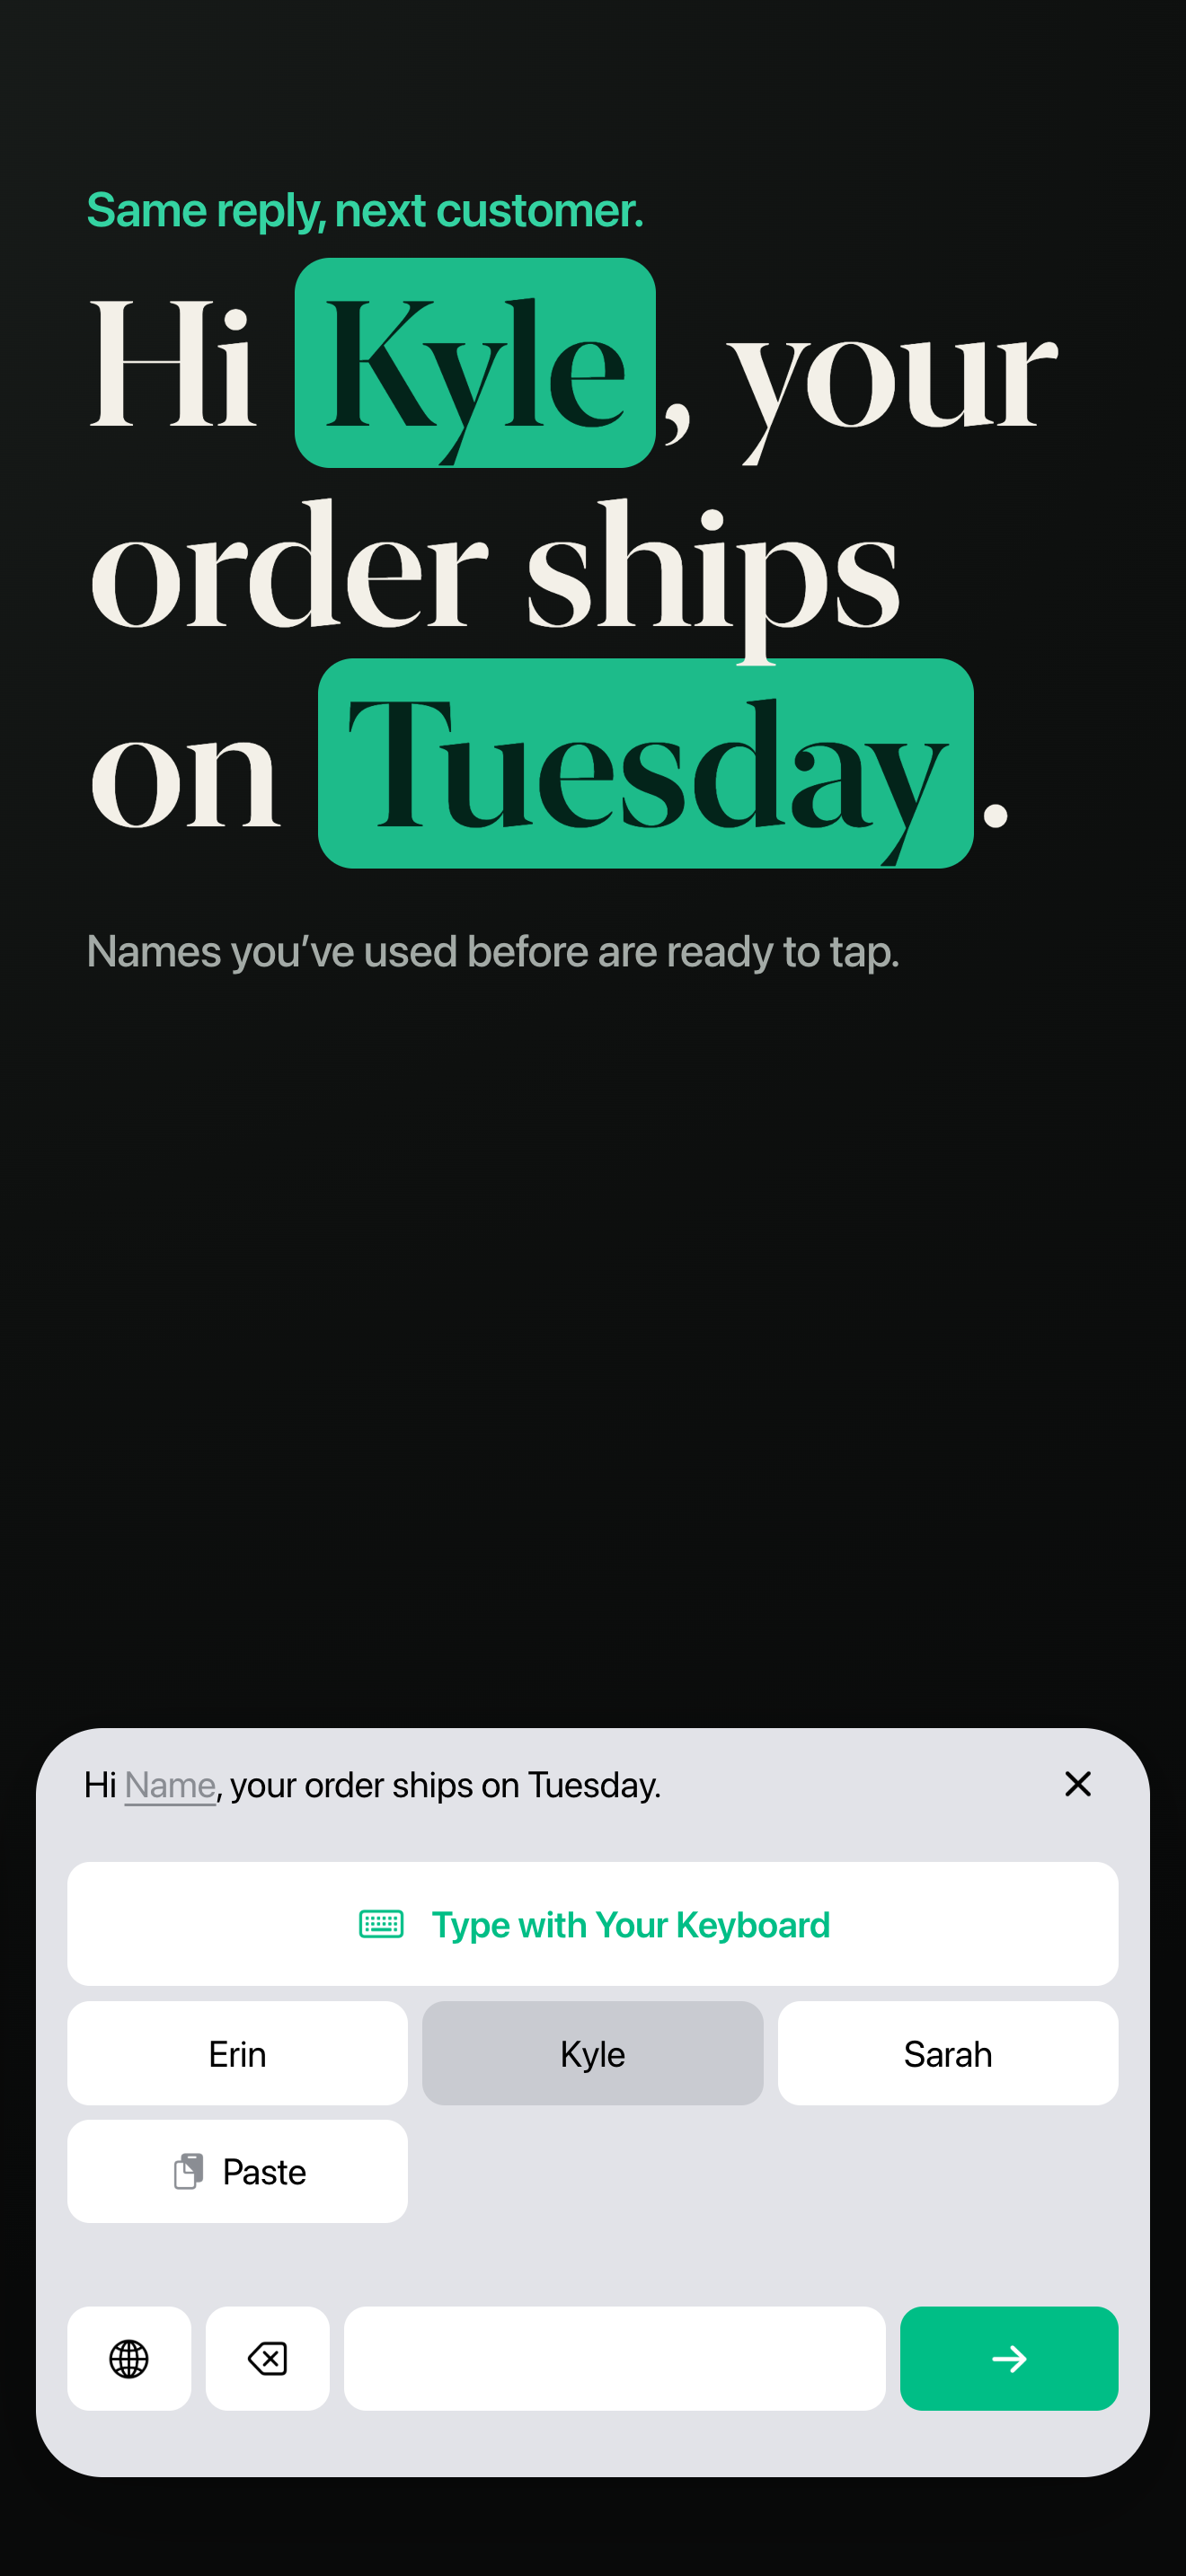 Same reply, next customer.
Hi Kyle, your
order ships
on Tuesday.
Names you’ve used before are ready to tap.
Hi Name, your order ships on Tuesday.
Type with Your Keyboard
Erin Kyle Sarah
Paste